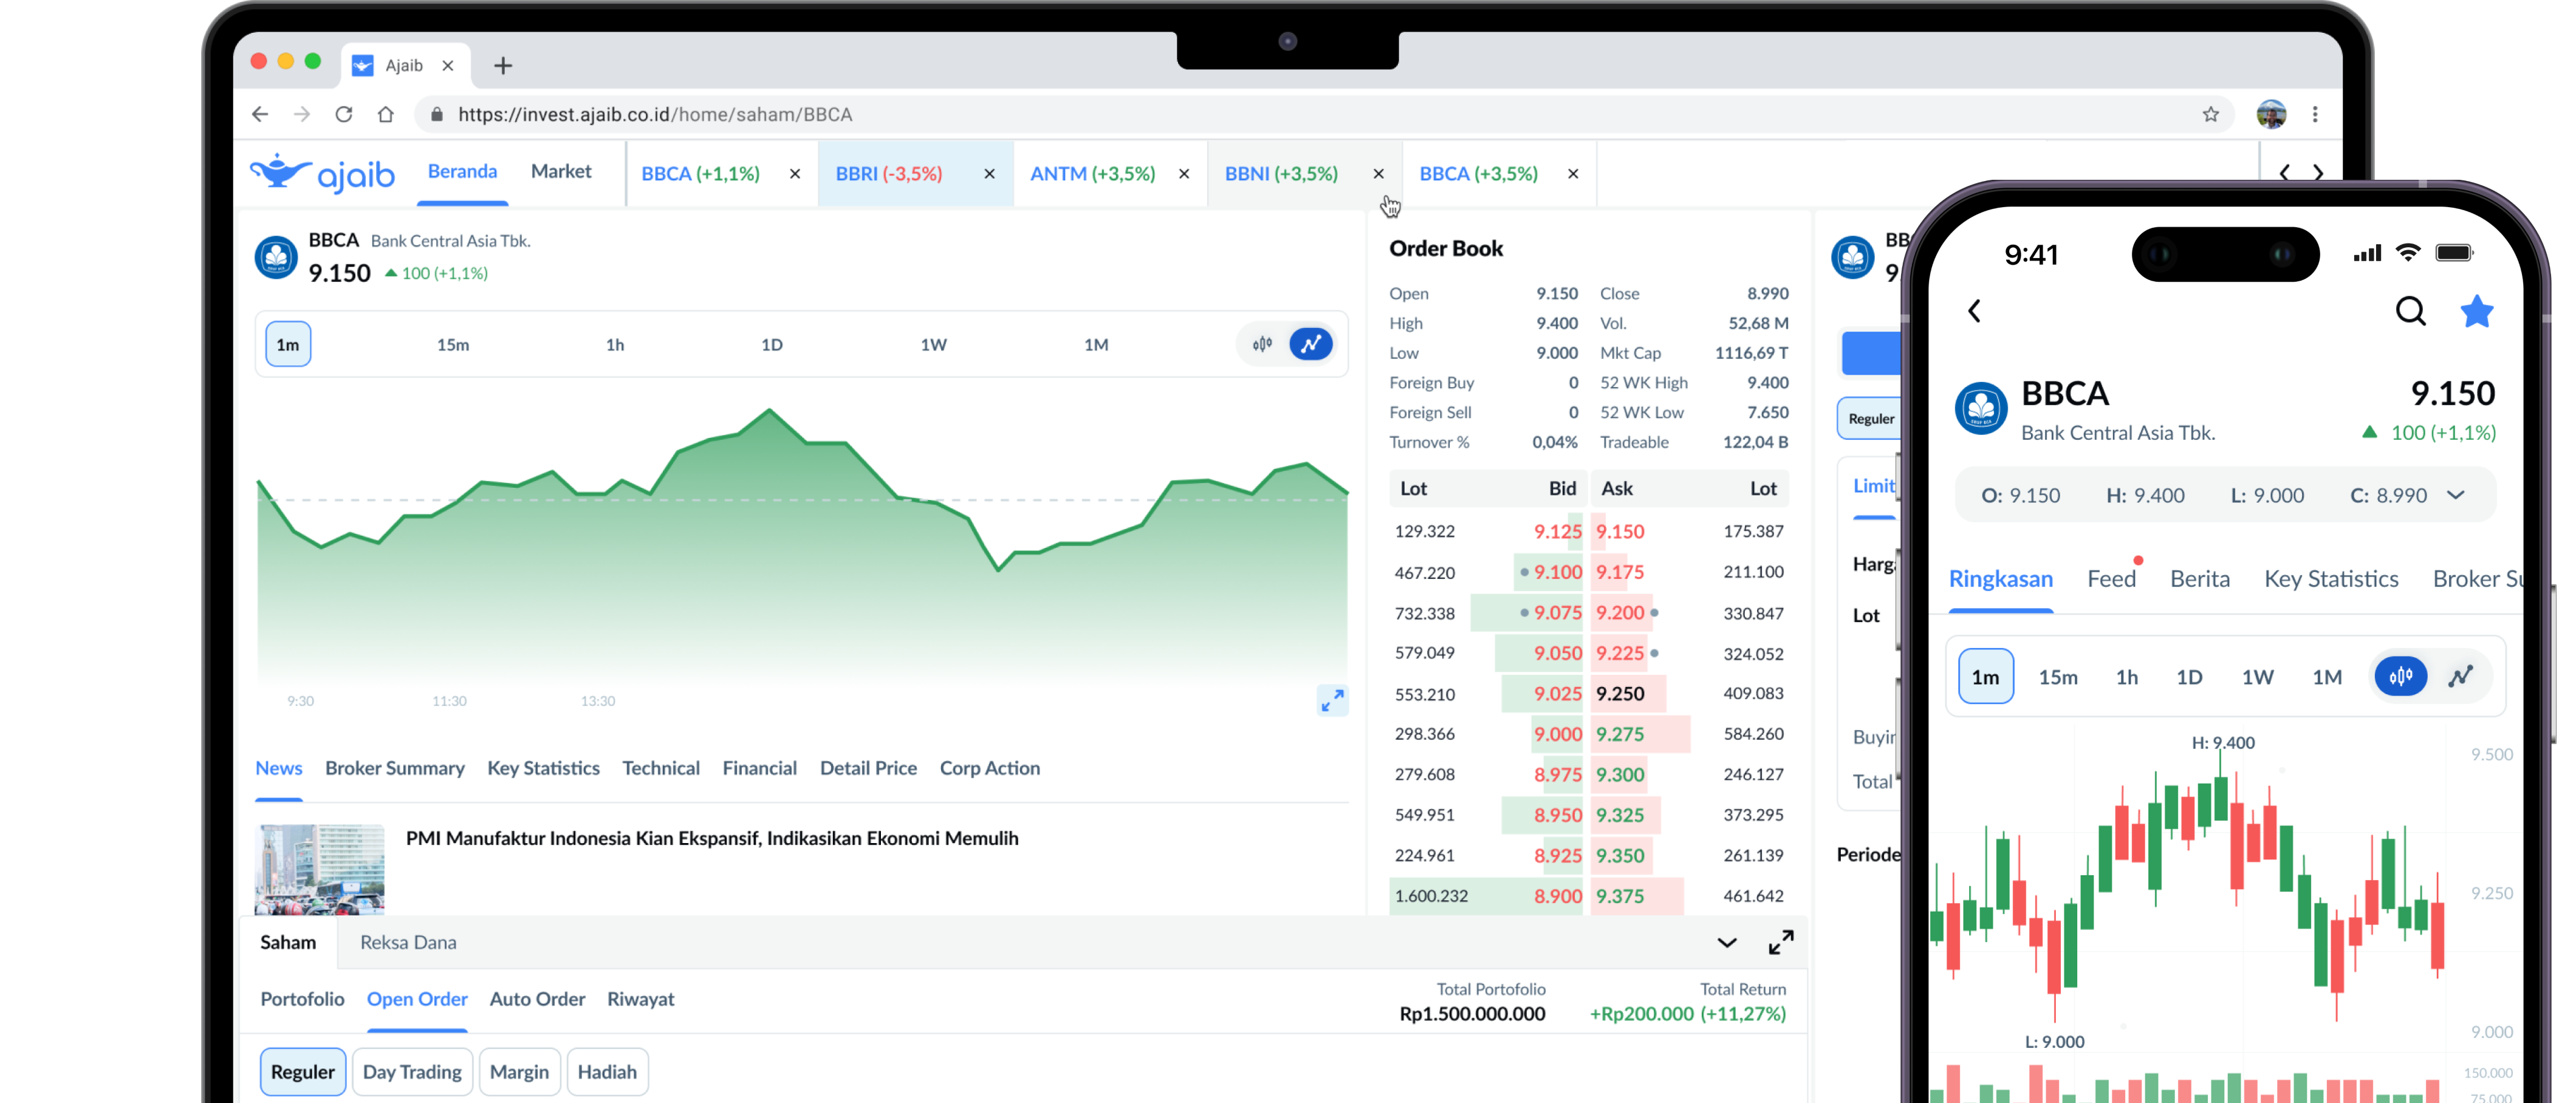 Ajaib
https://invest.ajaib.co.id/home/saham/BBCA
ajaib
Beranda Market BBCA (+1,1%) BBRI (-3,5%) ANTM (+3,5%) BBNI (+3,5%) BBCA (+3,5%)
BBCA Bank Central Asia Tbk.
9.150 100 (+1,1%)
1m 15m 1h 1D 1W 1M
9:30 11:30 13:30
News Broker Summary Key Statistics Technical Financial Detail Price Corp Action
PMI Manufaktur Indonesia Kian Ekspansif, Indikasikan Ekonomi Memulih
Order Book
Open 9.150 Close 8.990
High 9.400 Vol. 52,68 M
Low 9.000 Mkt Cap 1116,69 T
Foreign Buy 0 52 WK High 9.400
Foreign Sell 0 52 WK Low 7.650
Turnover % 0,04% Tradeable 122,04 B
Lot Bid Ask Lot
129.322 9.125 9.150 175.387
467.220 9.100 9.175 211.100
732.338 9.075 9.200 330.847
579.049 9.050 9.225 324.052
553.210 9.025 9.250 409.083
298.366 9.000 9.275 584.260
279.608 8.975 9.300 246.127
549.951 8.950 9.325 373.295
224.961 8.925 9.350 261.139
1.600.232 8.900 9.375 461.642
Saham Reksa Dana
Portofolio Open Order Auto Order Riwayat
Total Portofolio Total Return
Rp1.500.000.000 +Rp200.000 (+11,27%)
Reguler Day Trading Margin Hadiah
Reguler
Limit
Lot
Total
Periode
9:41
BBCA 9.150
Bank Central Asia Tbk. 100 (+1,1%)
O: 9.150 H: 9.400 L: 9.000 C: 8.990
Ringkasan Feed Berita Key Statistics Broker
1m 15m 1h 1D 1W 1M
H: 9.400
9.500
9.250
9.000
L: 9.000
150.000
75.000